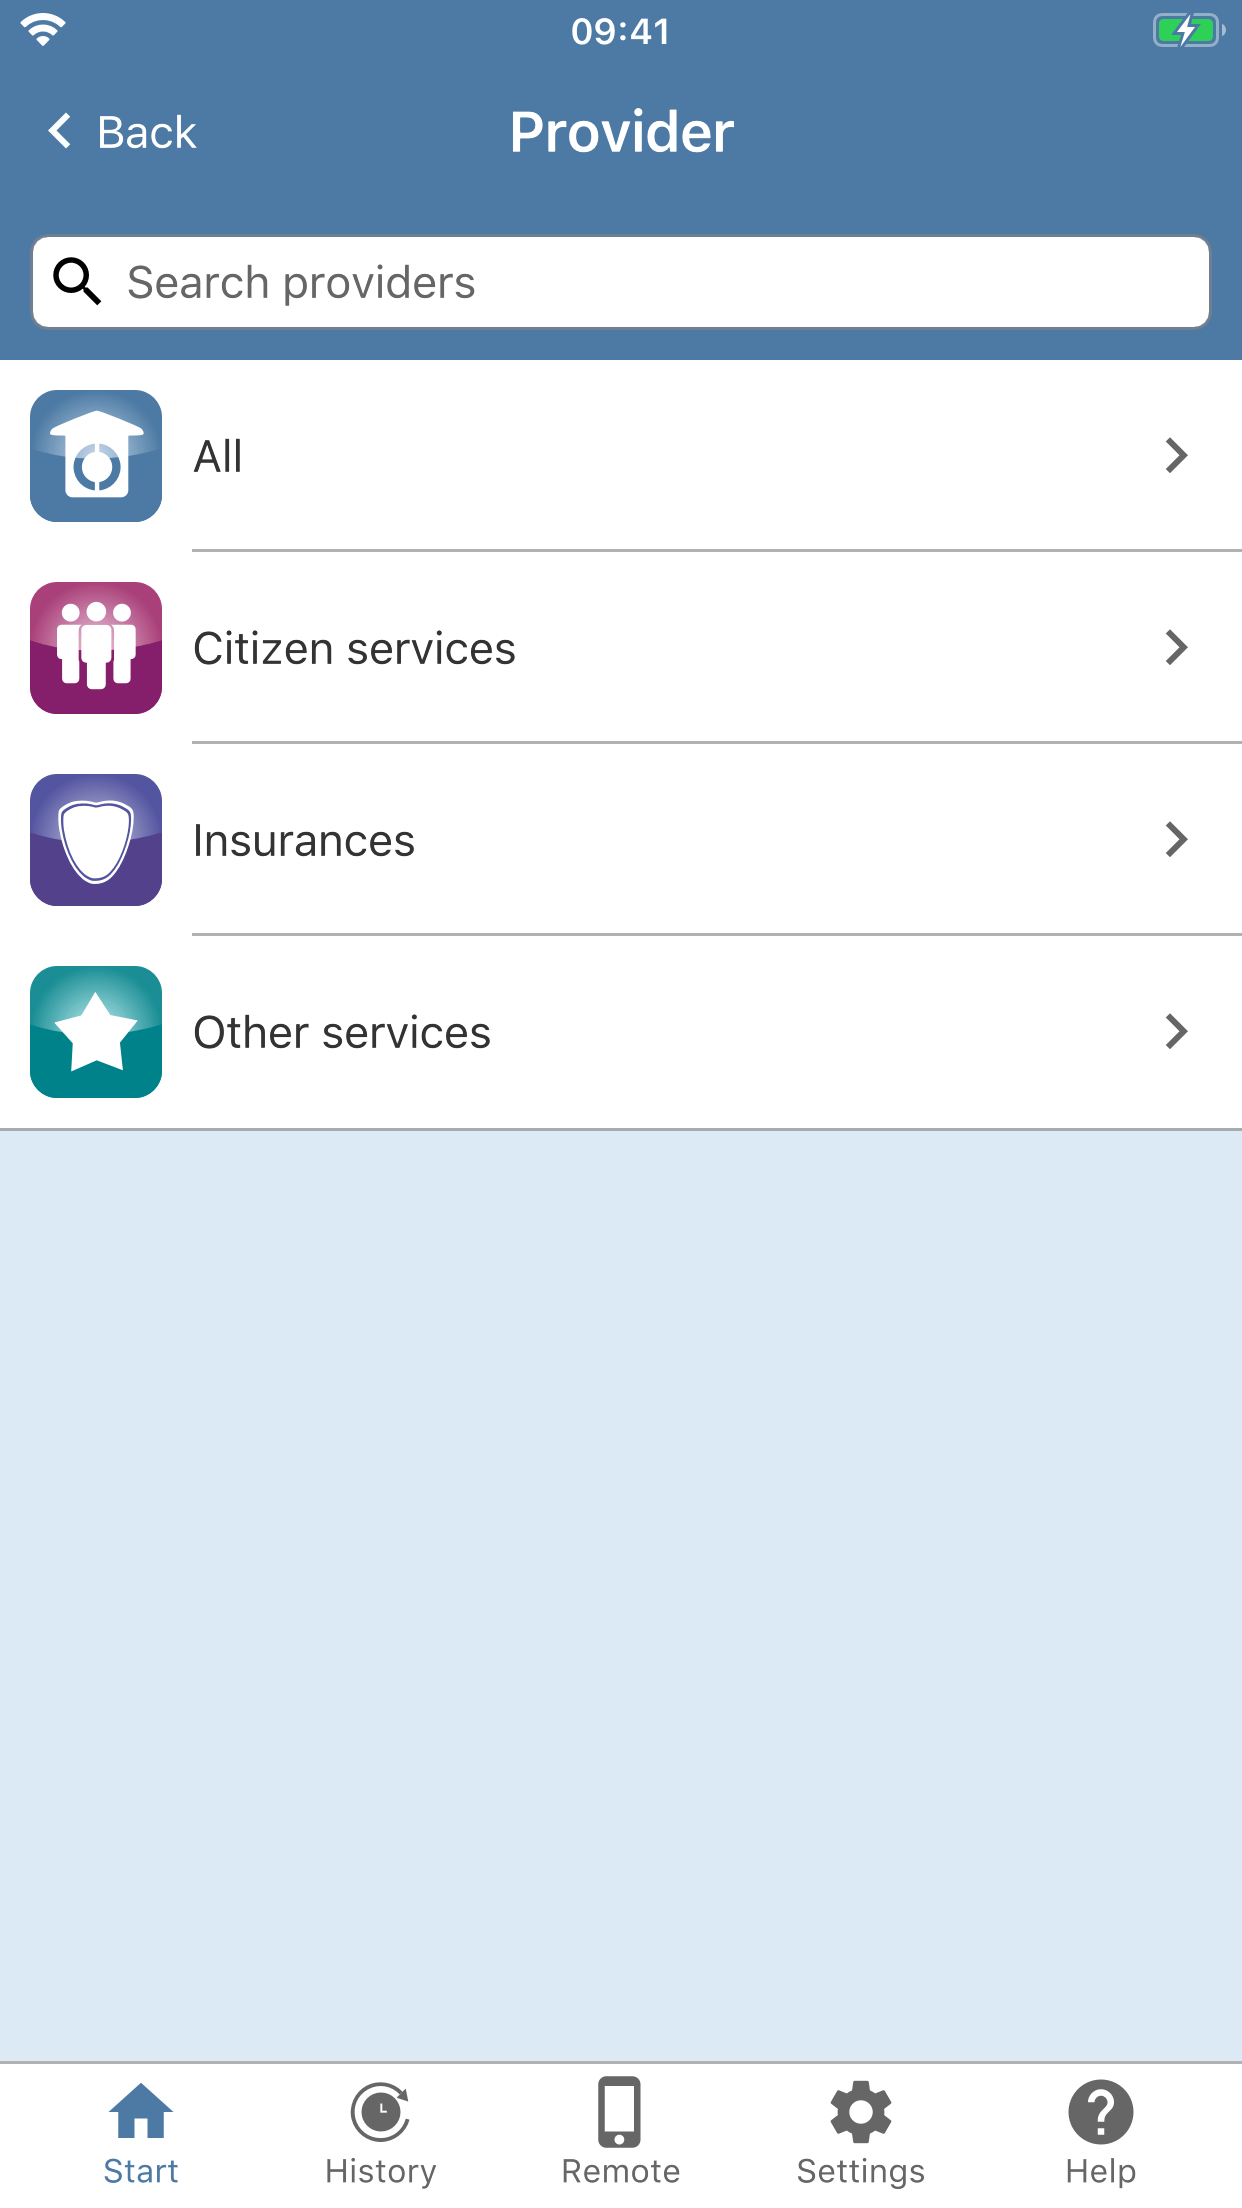 09:41
Back
Provider
Search providers
All
Citizen services
Insurances
Other services
Start
History
Remote
Settings
Help